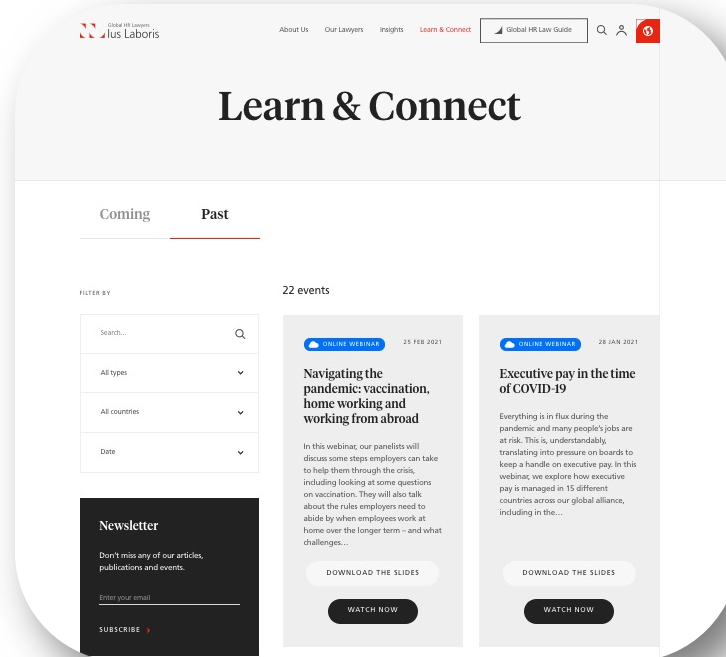 Global HR Lawyers
Ius Laboris
About Us
Our Lawyers
Insights
Learn & Connect
Global HR Law Guide
Learn & Connect
Coming
Past
FILTER BY
Search...
All types
All countries
Date
Newsletter
Don't miss any of our articles,
publications and events.
Enter your email
SUBSCRIBE
22 events
ONLINE WEBINAR
25 FEB 2021
Navigating the
pandemic: vaccination,
home working and
working from abroad
In this webinar, our panelists will
discuss some steps employers can take
to help them through the crisis,
including looking at some questions
on vaccination. They will also talk
about the rules employers need to
abide by when employees work at
home over the longer term – and what
challenges...
DOWNLOAD THE SLIDES
WATCH NOW
ONLINE WEBINAR
28 JAN 2021
Executive pay in the time
of COVID-19
Everything is in flux during the
pandemic and many people's jobs are
at risk. This is, understandably,
translating into pressure on boards to
keep a handle on executive pay. In this
webinar, we explore how executive
pay is managed in 15 different
countries across our global alliance,
including in the...
DOWNLOAD THE SLIDES
WATCH NOW